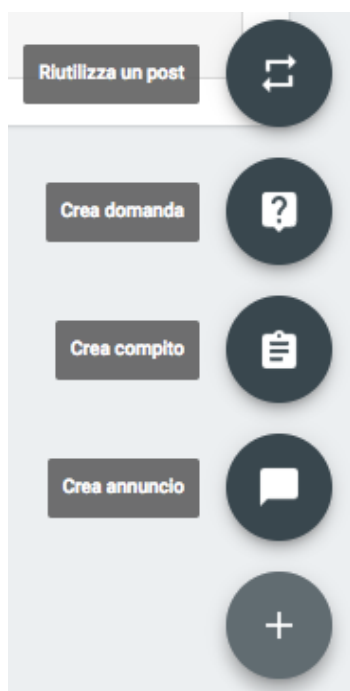 Riutilizza un post
Crea domanda
Crea compito
Crea annuncio